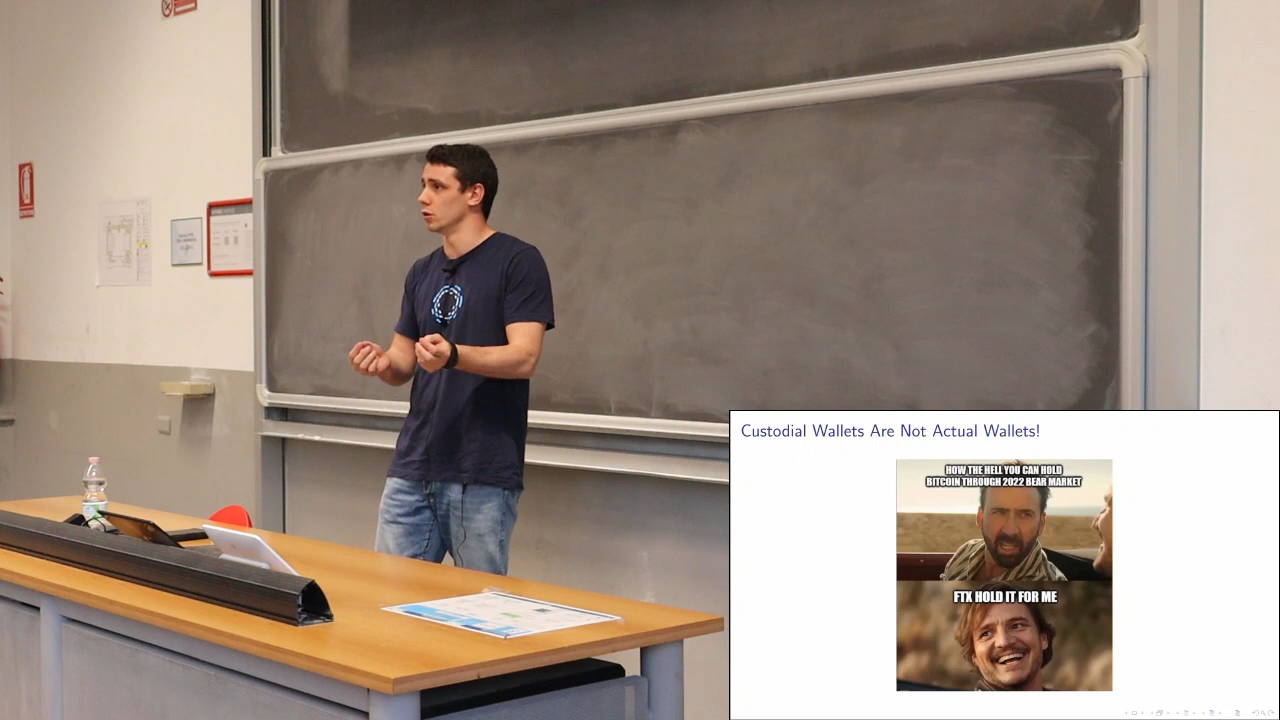 Custodial Wallets Are Not Actual Wallets!
HOW THE HELL YOU CAN HOLD
BITCOIN THROUGH 2022 BEAR MARKET
FTX HOLD IT FOR ME